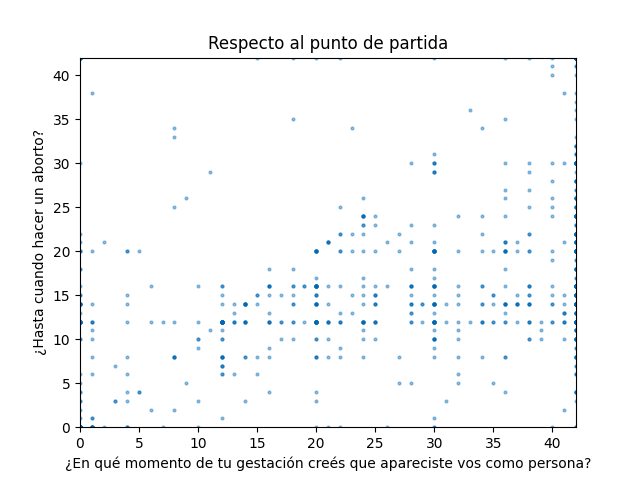 Respecto al punto de partida
¿Hasta cuando hacer un aborto?
40
35
30
25
20
15
10
5
0
0 5 10 15 20 25 30 35 40
¿En qué momento de tu gestación creés que apareciste vos como persona?